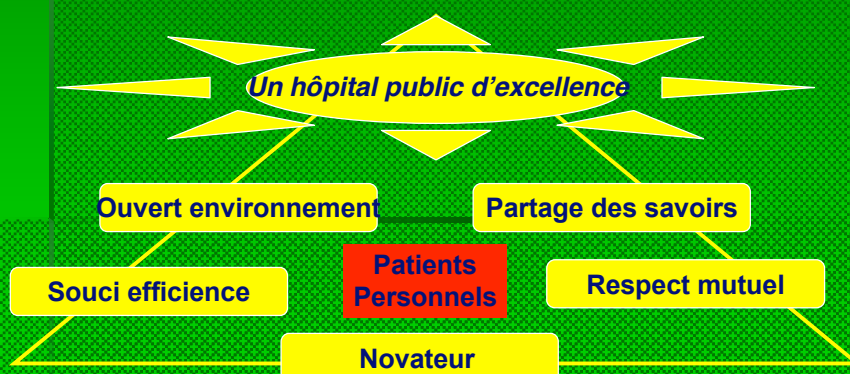 Un hôpital public d’excellence
Ouvert environnement
Partage des savoirs
Patients
Personnels
Souci efficience
Respect mutuel
Novateur